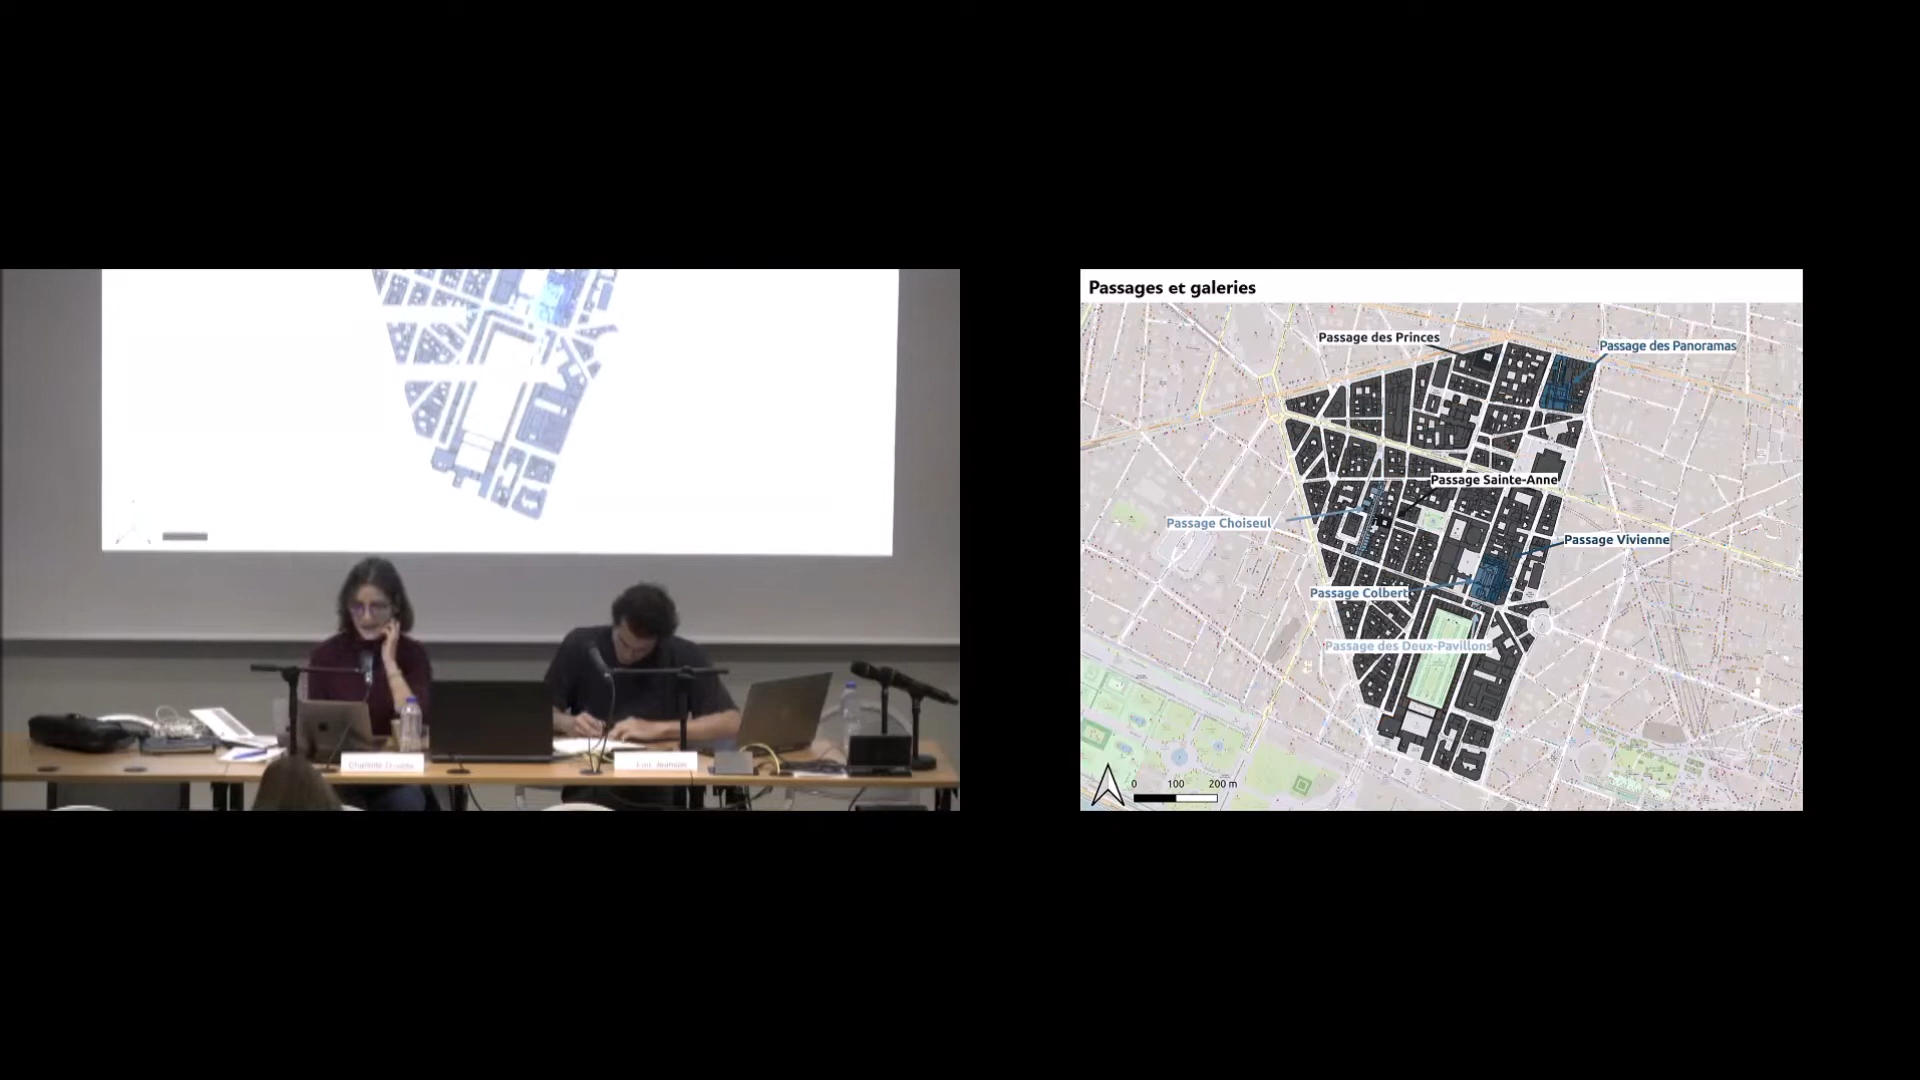 Passages et galeries
Passage des Princes
Passage des Panoramas
Passage Sainte-Anne
Passage Choiseul
Passage Vivienne
Passage Colbert
Passage des Deux-Pavillons
0 100 200 m
Charlotte